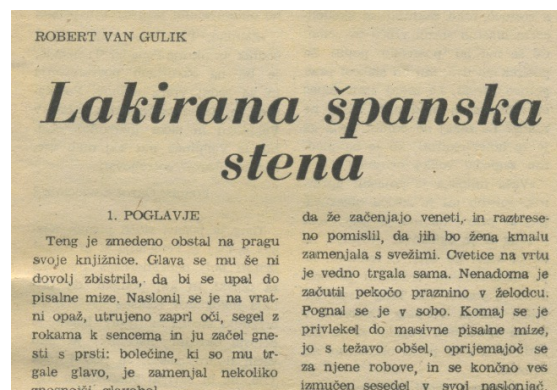 ROBERT VAN GULIK
Lakirana španska
stena
1. POGLAVJE
Teng je zmedeno obstal na pragu
svoje knjižnice. Glava se mu še ni
dovolj zbistrila, da bi se upal do
pisalne mize. Naslonil se je na vrat-
ni opaž, utrujeno zaprl oči, segel z
rokama k sencema in ju začel gne-
sti s prsti: bolečine, ki so mu tr-
gale glavo, je zamenjal nekoliko
da že začenjajo veneti, in raztrese-
no pomislil, da jih bo žena kmalu
zamenjala s svežimi. Cvetice na vrtu
je vedno trgala sama. Nenadoma je
začutil pekočo praznino v želodcu.
Pognal se je v sobo. Komaj se je
privlekel do masivne pisalne mize,
jo s težavo obšel, oprijemajoč se
za njene robove, in se končno ves
izmučen sesedel v svoj naslonjač.